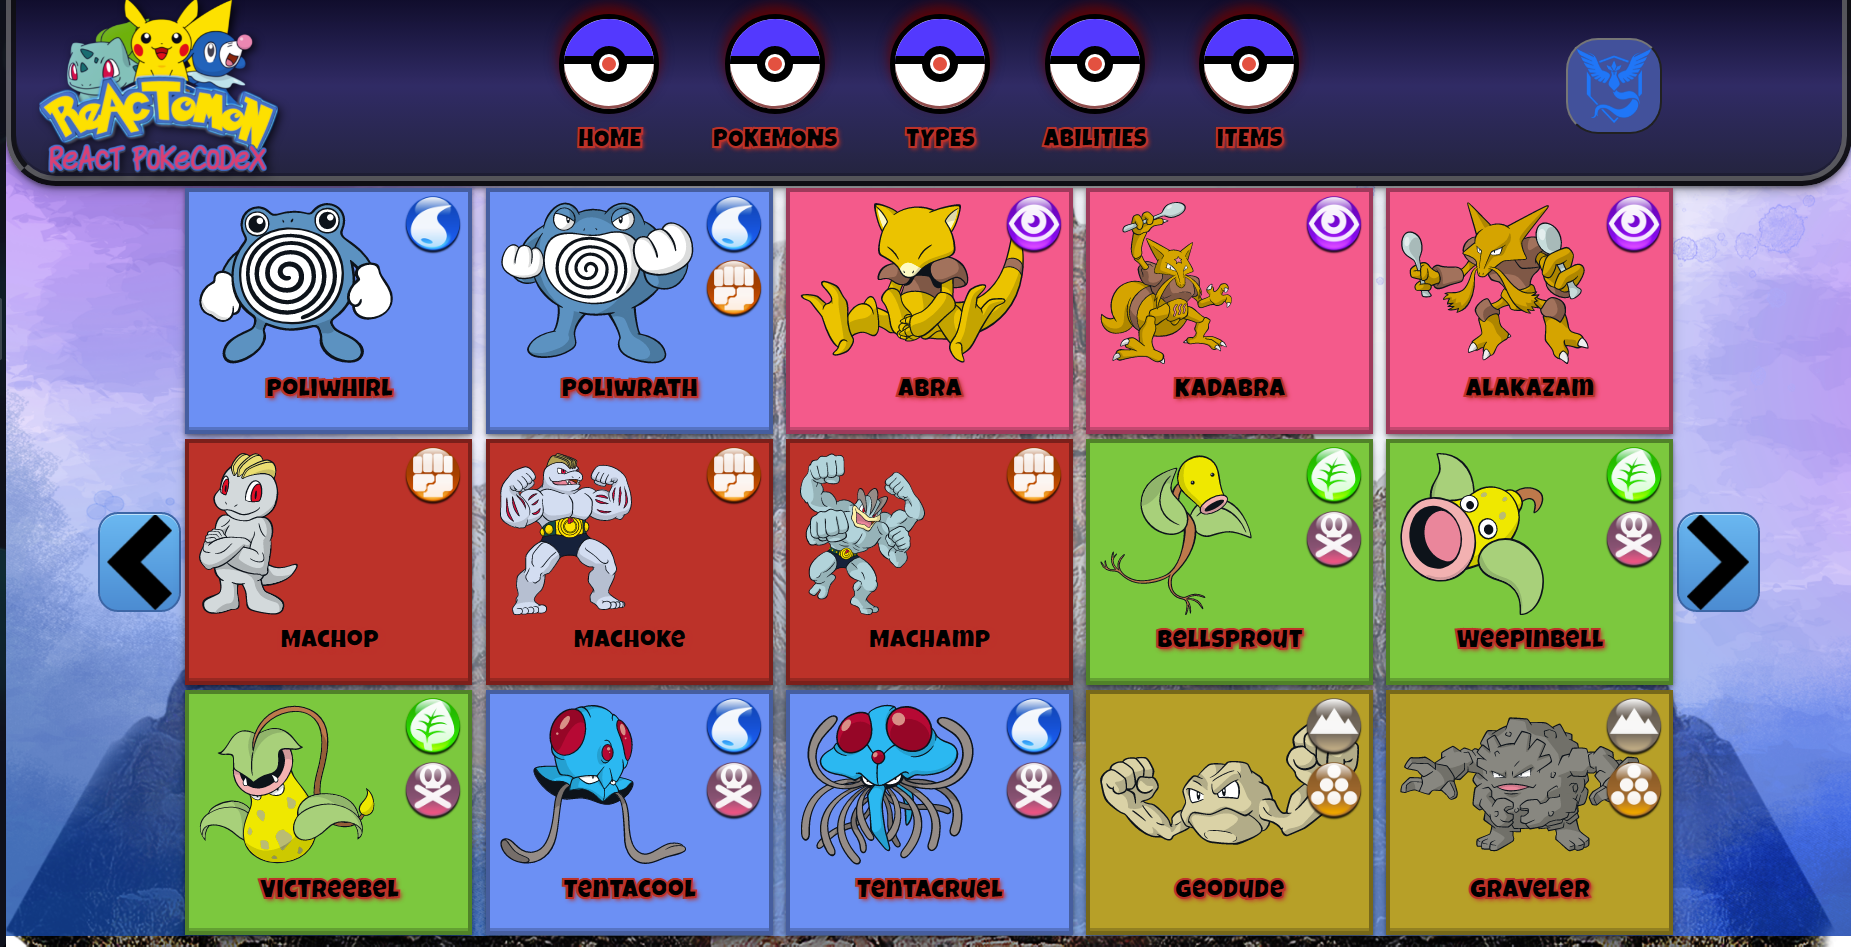 ReAcToMoN
ReAcT PoKeCoDeX
HOME
POKEMONS
TYPES
ABILITIES
ITEMS
POLIWHIRL
POLIWRATH
ABRA
KADABRA
ALAKAZAM
MACHOP
MACHOKE
MACHAMP
BELLSPROUT
WEEPINBELL
VICTREEBEL
TENTACOOL
TENTACRUEL
GEODUDE
GRAVELER